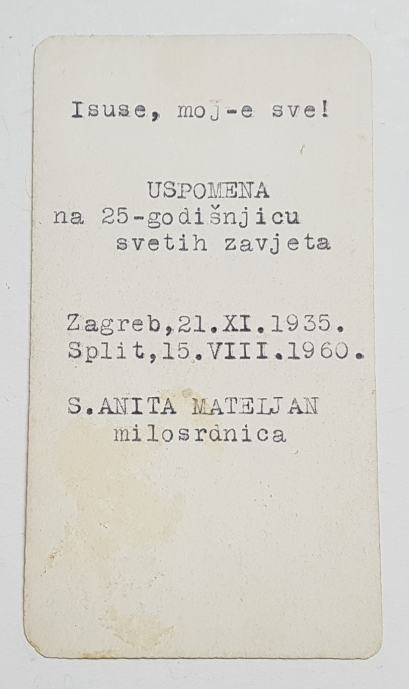 Isuse, moj-e sve!
USPOMENA
na 25-godišnjicu
svetih zavjeta
Zagreb,21.XI.1935.
Split,15.VIII.1960.
S.ANITA MATELJAN
milosrdnica